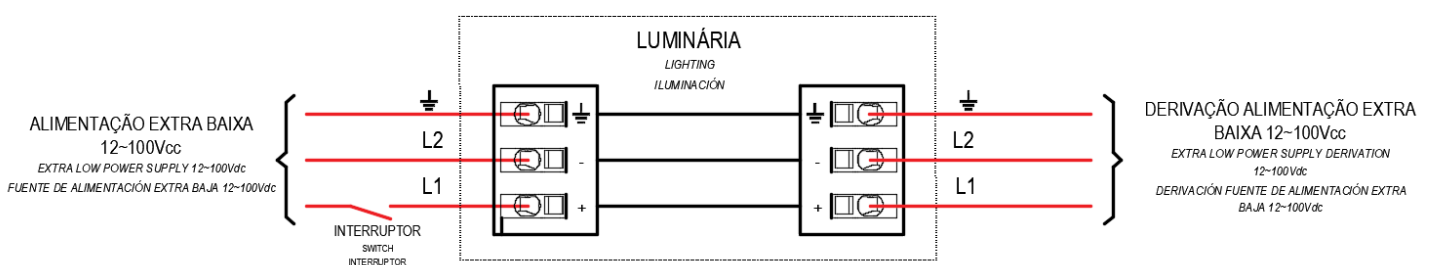 LUMINÁRIA
LIGHTING
ILUMINACIÓN
ALIMENTAÇÃO EXTRA BAIXA
12~100Vcc
EXTRA LOW POWER SUPPLY 12~100Vdc
FUENTE DE ALIMENTACIÓN EXTRA BAJA 12~100Vdc
L2
L1
INTERRUPTOR
SWITCH
INTERRUPTOR
-
+
-
+
L2
L1
DERIVAÇÃO ALIMENTAÇÃO EXTRA
BAIXA 12~100Vcc
EXTRA LOW POWER SUPPLY DERIVATION
12~100Vdc
DERIVACIÓN FUENTE DE ALIMENTACIÓN EXTRA
BAJA 12~100Vdc